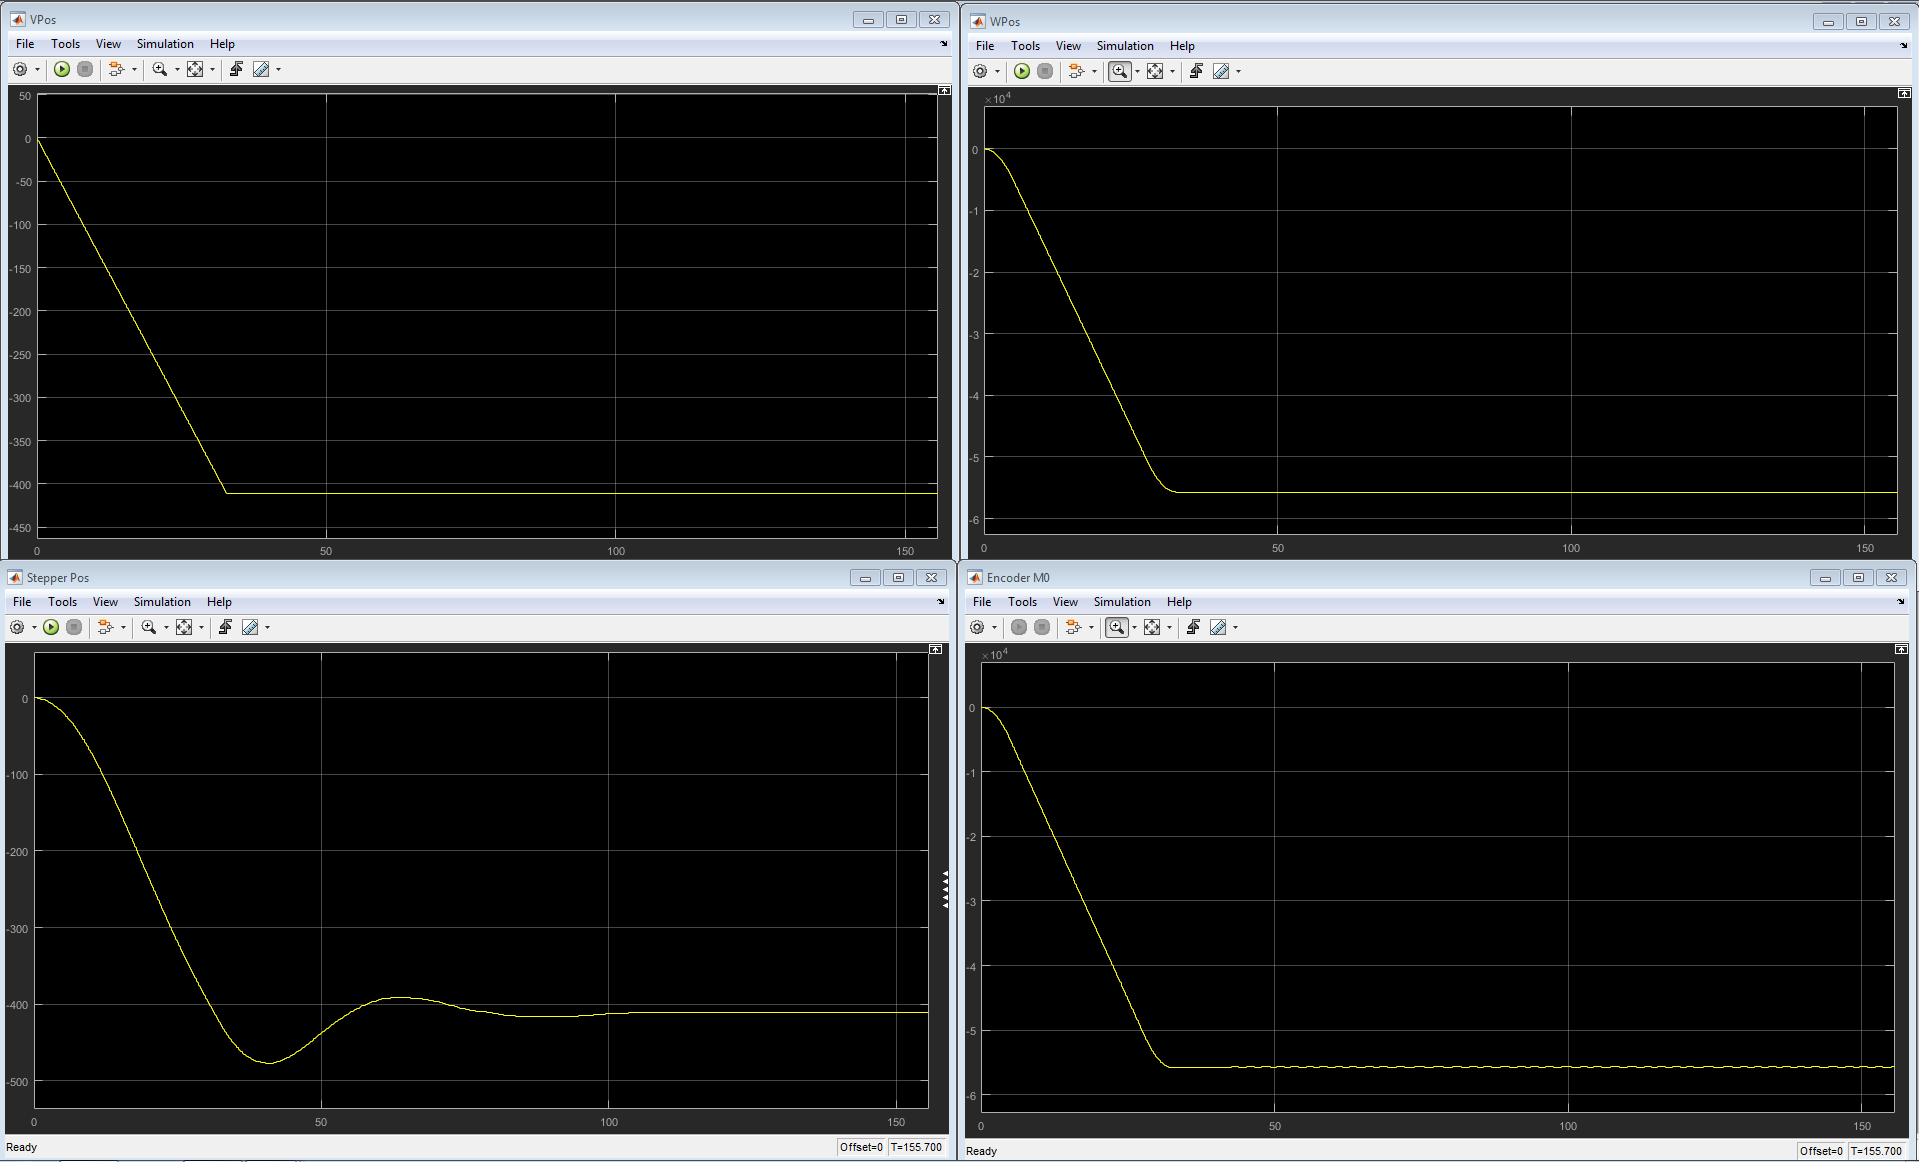 VPos
File Tools View Simulation Help
50
0
-50
-100
-150
-200
-250
-300
-350
-400
-450
0 50 100 150
WPos
File Tools View Simulation Help
×10^4
0
-1
-2
-3
-4
-5
-6
0 50 100 150
Stepper Pos
File Tools View Simulation Help
0
-100
-200
-300
-400
-500
0 50 100 150
Ready Offset=0 T=155.700
Encoder M0
File Tools View Simulation Help
×10^4
0
-1
-2
-3
-4
-5
-6
0 50 100 150
Ready Offset=0 T=155.700